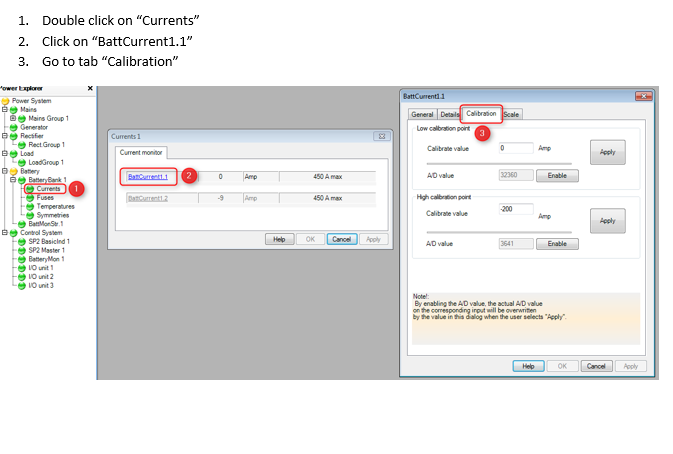 1. Double click on “Currents”
2. Click on “BattCurrent1.1”
3. Go to tab “Calibration”
Power Explorer x
Power System
Mains
Mains Group 1
Generator
Rectifier
Rect.Group 1
Load
LoadGroup 1
Battery
BatteryBank 1
Currents 1
Fuses
Temperatures
Symmetries
BattMonStr.1
Control System
SP2 BasicInd 1
SP2 Master 1
BatteryMon 1
I/O unit 1
I/O unit 2
I/O unit 3
Currents 1
Current monitor
BattCurrent1.1 2 0 Amp 450 A max
BattCurrent1.2 -9 Amp 450 A max
Help OK Cancel Apply
BattCurrent1.1
General Details Calibration Scale
3
Low calibration point
Calibrate value 0 Amp Apply
A/D value 32360 Enable
High calibration point
Calibrate value -200 Amp Apply
A/D value 3641 Enable
Note!:
By enabling the A/D value, the actual A/D value
on the corresponding input will be overwritten
by the value in this dialog when the user selects "Apply".
Help OK Cancel Apply